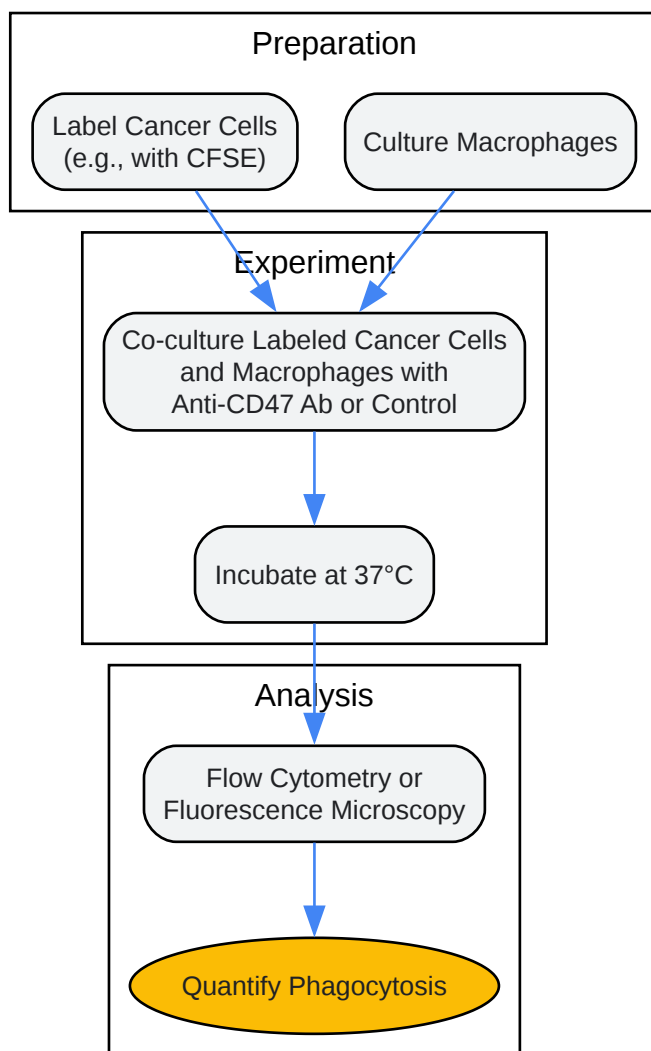 Preparation
Label Cancer Cells
(e.g., with CFSE)
Culture Macrophages
Experiment
Co-culture Labeled Cancer Cells
and Macrophages with
Anti-CD47 Ab or Control
Incubate at 37°C
Analysis
Flow Cytometry or
Fluorescence Microscopy
Quantify Phagocytosis